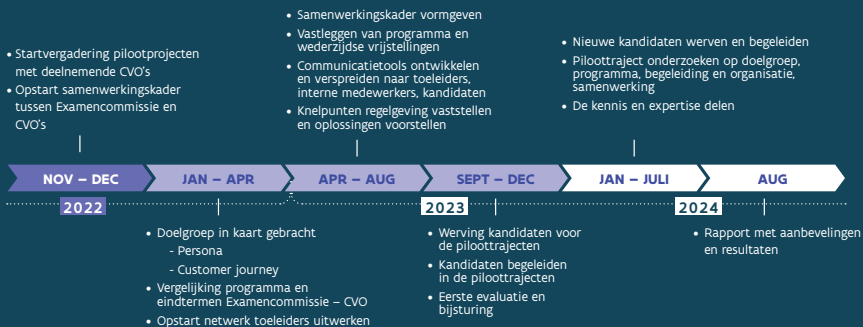 • Startvergadering pilootprojecten
met deelnemende CVO's
• Opstart samenwerkingskader
tussen Examencommissie en
CVO's
• Samenwerkingskader vormgeven
• Vastleggen van programma en
wederzijdse vrijstellingen
• Communicatietools ontwikkelen
en verspreiden naar toeleiders,
interne medewerkers, kandidaten
• Knelpunten regelgeving vaststellen
en oplossingen voorstellen
• Nieuwe kandidaten werven en begeleiden
• Piloottraject onderzoeken op doelgroep,
programma, begeleiding en organisatie,
samenwerking
• De kennis en expertise delen
NOV – DEC
JAN – APR
APR – AUG
SEPT – DEC
JAN – JULI
AUG
2022
2023
2024
• Doelgroep in kaart gebracht
- Persona
- Customer journey
• Vergelijking programma en
eindtermen Examencommissie – CVO
• Opstart netwerk toeleiders uitwerken
• Werving kandidaten voor
de piloottrajecten
• Kandidaten begeleiden
in de piloottrajecten
• Eerste evaluatie en
bijsturing
• Rapport met aanbevelingen
en resultaten